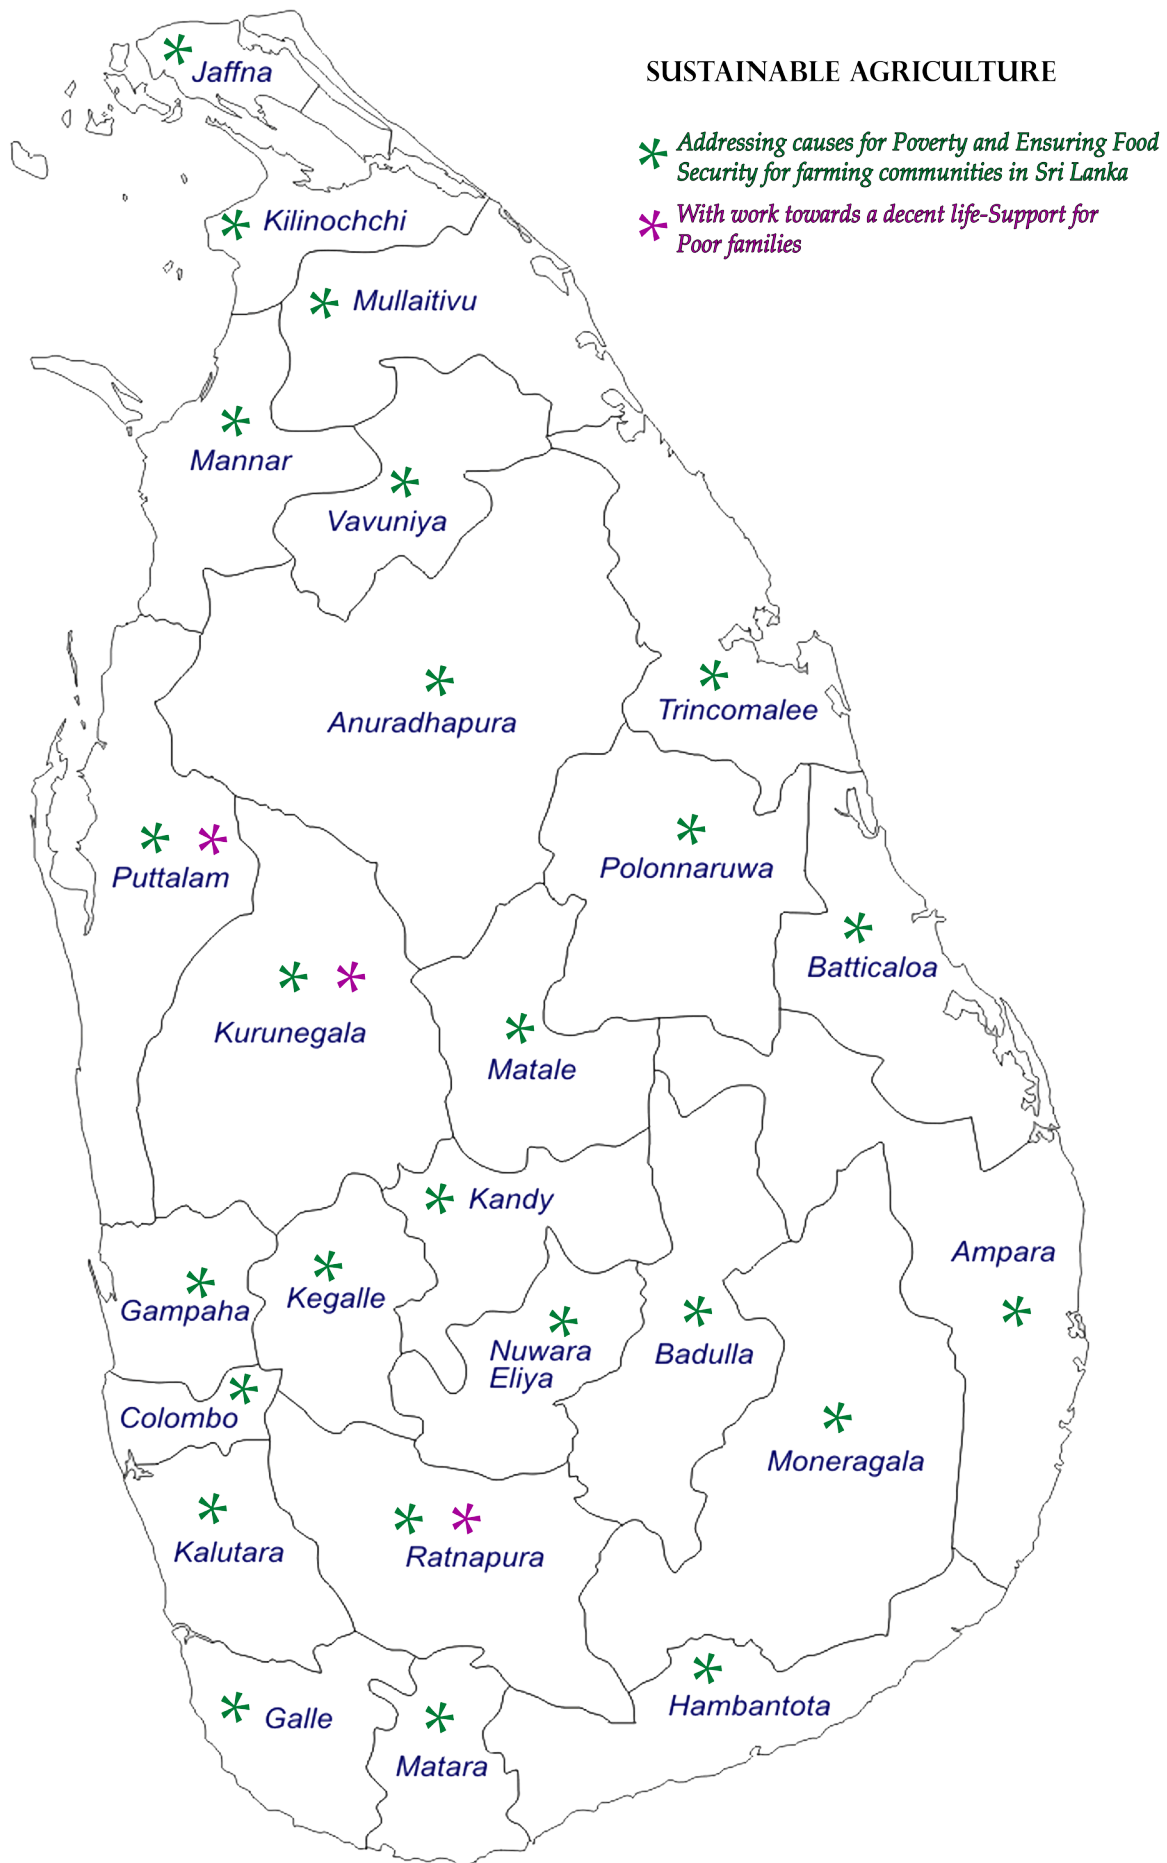 SUSTAINABLE AGRICULTURE
Addressing causes for Poverty and Ensuring Food
Security for farming communities in Sri Lanka
With work towards a decent life-Support for
Poor families
Jaffna
Kilinochchi
Mullaitivu
Mannar
Vavuniya
Anuradhapura
Trincomalee
Puttalam
Polonnaruwa
Batticaloa
Kurunegala
Matale
Kandy
Ampara
Gampaha
Kegalle
Nuwara
Eliya
Badulla
Colombo
Moneragala
Kalutara
Ratnapura
Galle
Hambantota
Matara